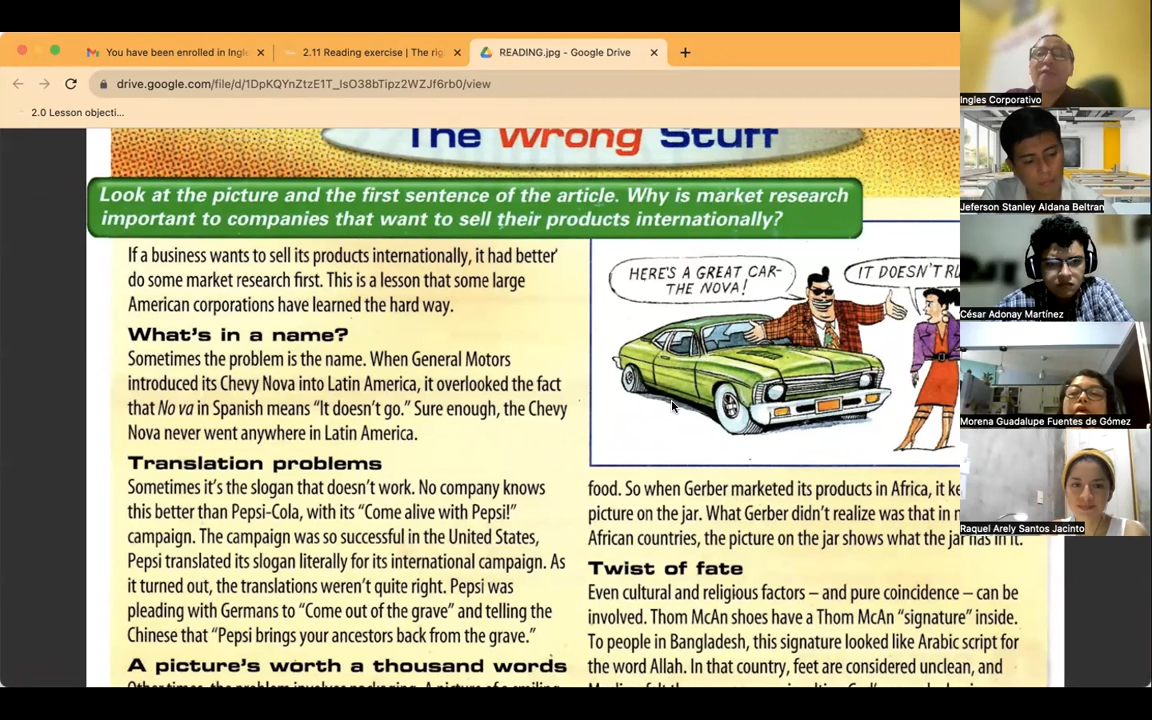 You have been enrolled in Ingl
2.11 Reading exercise | The rig
READING.jpg - Google Drive
drive.google.com/file/d/1DpKQYnZtzE1T_IsO38bTipz2WZJf6rb0/view
2.0 Lesson objecti...
The Wrong Stuff
Look at the picture and the first sentence of the article. Why is market research
important to companies that want to sell their products internationally?
If a business wants to sell its products internationally, it had better
do some market research first. This is a lesson that some large
American corporations have learned the hard way.
What's in a name?
Sometimes the problem is the name. When General Motors
introduced its Chevy Nova into Latin America, it overlooked the fact
that No va in Spanish means "It doesn't go." Sure enough, the Chevy
Nova never went anywhere in Latin America.
Translation problems
Sometimes it's the slogan that doesn't work. No company knows
this better than Pepsi-Cola, with its "Come alive with Pepsi!"
campaign. The campaign was so successful in the United States,
Pepsi translated its slogan literally for its international campaign. As
it turned out, the translations weren't quite right. Pepsi was
pleading with Germans to "Come out of the grave" and telling the
Chinese that "Pepsi brings your ancestors back from the grave."
A picture's worth a thousand words
Other times, the problem involves packaging. A picture of a smiling
HERE'S A GREAT CAR-
THE NOVA!
IT DOESN'T RU
food. So when Gerber marketed its products in Africa, it ke
picture on the jar. What Gerber didn't realize was that in
African countries, the picture on the jar shows what the jar has in it.
Twist of fate
Even cultural and religious factors – and pure coincidence – can be
involved. Thom McAn shoes have a Thom McAn "signature" inside.
To people in Bangladesh, this signature looked like Arabic script for
the word Allah. In that country, feet are considered unclean, and
Ingles Corporativo
Jeferson Stanley Aldana Beltran
César Adonay Martínez
Morena Guadalupe Fuentes de Gómez
Raquel Arely Santos Jacinto